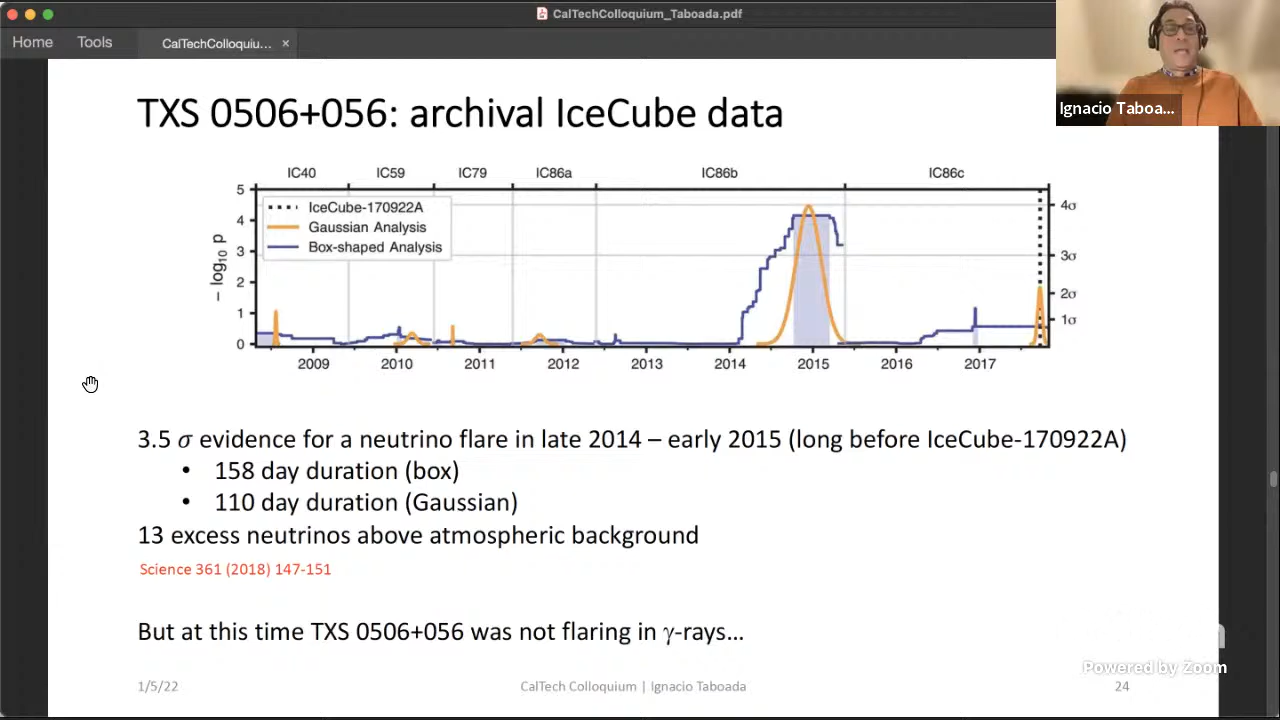 CalTechColloquium_Taboada.pdf
Home Tools CalTechColloquiu... ×
Ignacio Taboa...
TXS 0506+056: archival IceCube data
IC40 IC59 IC79 IC86a IC86b IC86c
5
4
3
2
1
0
− log10 p
IceCube-170922A
Gaussian Analysis
Box-shaped Analysis
4σ
3σ
2σ
1σ
2009 2010 2011 2012 2013 2014 2015 2016 2017
3.5 σ evidence for a neutrino flare in late 2014 – early 2015 (long before IceCube-170922A)
• 158 day duration (box)
• 110 day duration (Gaussian)
13 excess neutrinos above atmospheric background
Science 361 (2018) 147-151
But at this time TXS 0506+056 was not flaring in γ-rays…
Powered by Zoom
1/5/22 CalTech Colloquium | Ignacio Taboada 24